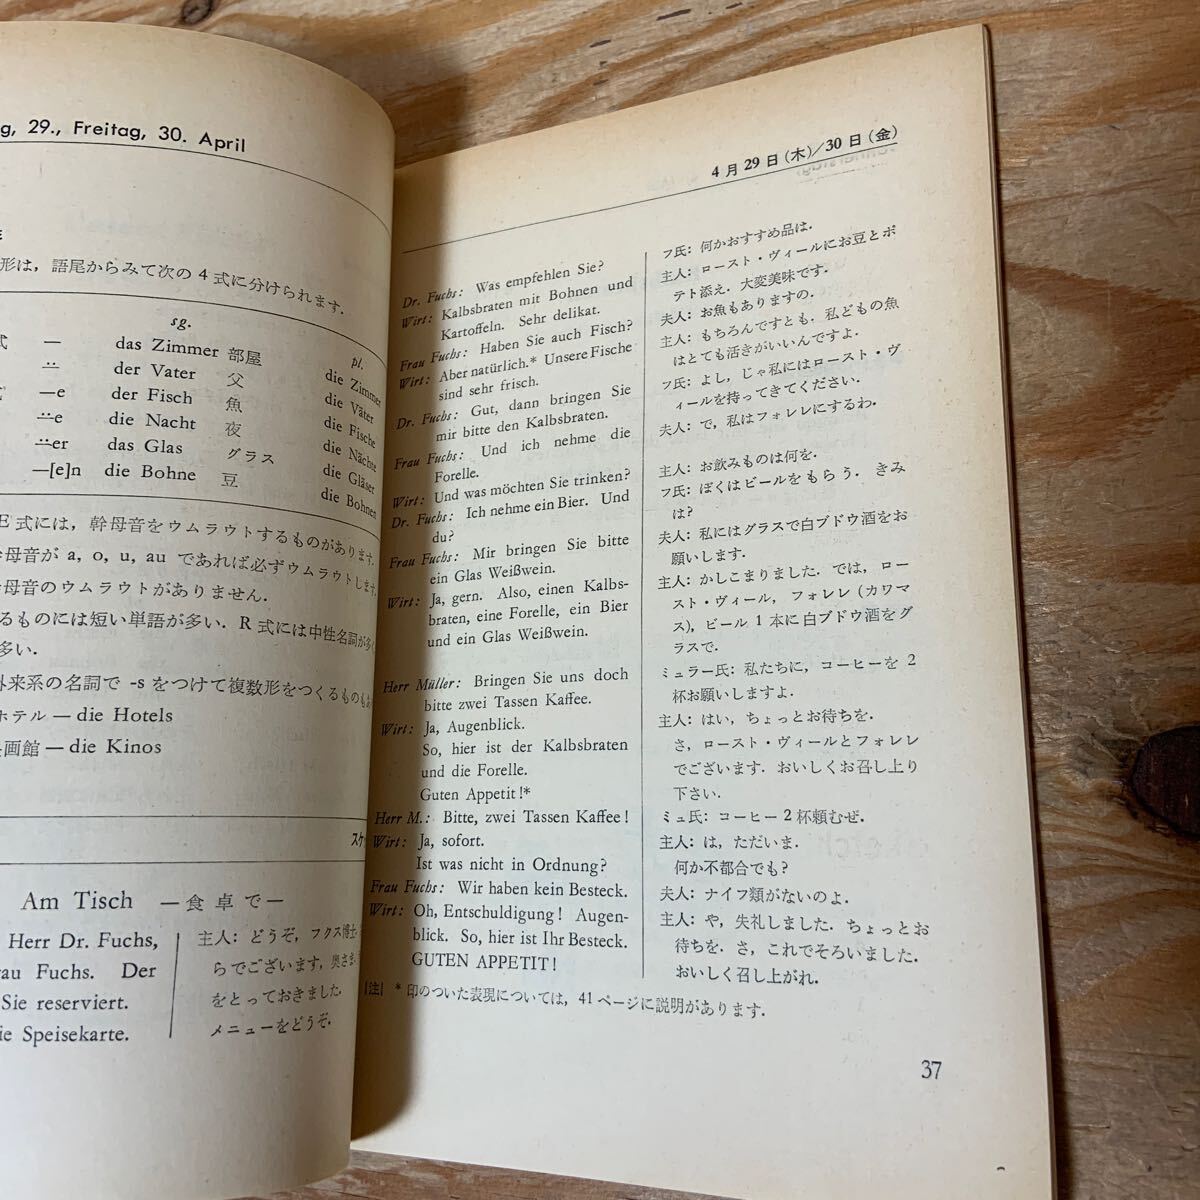 g, 29., Freitag, 30. April
形は，語尾からみて次の4式に分けられます．
sg.
pl.
式 — das Zimmer 部屋 die Zimmer
¨ der Vater 父 die Väter
—e der Fisch 魚 die Fische
¨e die Nacht 夜 die Nächte
¨er das Glas グラス die Gläser
—[e]n die Bohne 豆 die Bohnen
E式には，幹母音をウムラウトするものがあります．
母音が a, o, u, au であれば必ずウムラウトします．
母音のウムラウトがありません．
るものには短い単語が多い．R式には中性名詞が多く
多い．
外来系の名詞で -s をつけて複数形をつくるものもあ
ホテル — die Hotels
映画館 — die Kinos
スケ
Am Tisch —食卓で—
Herr Dr. Fuchs,
au Fuchs. Der
Sie reserviert.
ie Speisekarte.
主人：どうぞ，フクス博士，
らでございます，奥さま．
をとっておきました．
メニューをどうぞ．
4月29日(木)／30日(金)
Dr. Fuchs: Was empfehlen Sie?
Wirt: Kalbsbraten mit Bohnen und
Kartoffeln. Sehr delikat.
Frau Fuchs: Haben Sie auch Fisch?
Wirt: Aber natürlich.* Unsere Fische
sind sehr frisch.
Dr. Fuchs: Gut, dann bringen Sie
mir bitte den Kalbsbraten.
Frau Fuchs: Und ich nehme die
Forelle.
Wirt: Und was möchten Sie trinken?
Dr. Fuchs: Ich nehme ein Bier. Und
du?
Frau Fuchs: Mir bringen Sie bitte
ein Glas Weißwein.
Wirt: Ja, gern. Also, einen Kalbs-
braten, eine Forelle, ein Bier
und ein Glas Weißwein.
Herr Müller: Bringen Sie uns doch
bitte zwei Tassen Kaffee.
Wirt: Ja, Augenblick.
So, hier ist der Kalbsbraten
und die Forelle.
Guten Appetit!*
Herr M.: Bitte, zwei Tassen Kaffee!
Wirt: Ja, sofort.
Ist was nicht in Ordnung?
Frau Fuchs: Wir haben kein Besteck.
Wirt: Oh, Entschuldigung! Augen-
blick. So, hier ist Ihr Besteck.
GUTEN APPETIT!
フ氏：何かおすすめ品は．
主人：ロースト・ヴィールにお豆とポ
テト添え．大変美味です．
夫人：お魚もありますの．
主人：もちろんですとも．私どもの魚
はとても活きがいいんですよ．
フ氏：よし，じゃ私にはロースト・ヴ
ィールを持ってきてください．
夫人：で，私はフォレレにするわ．
主人：お飲みものは何を．
フ氏：ぼくはビールをもらう．きみ
は？
夫人：私にはグラスで白ブドウ酒をお
願いします．
主人：かしこまりました．では，ロー
スト・ヴィール，フォレレ（カワマ
ス），ビール1本に白ブドウ酒をグ
ラスで．
ミュラー氏：私たちに，コーヒーを2
杯お願いしますよ．
主人：はい，ちょっとお待ちを．
さ，ロースト・ヴィールとフォレレ
でございます．おいしくお召し上り
下さい．
ミュ氏：コーヒー2杯頼むぜ．
主人：は，ただいま．
何か不都合でも？
夫人：ナイフ類がないのよ．
主人：や，失礼しました．ちょっとお
待ちを．さ，これでそろいました．
おいしく召し上がれ．
[注] * 印のついた表現については，41ページに説明があります．
37